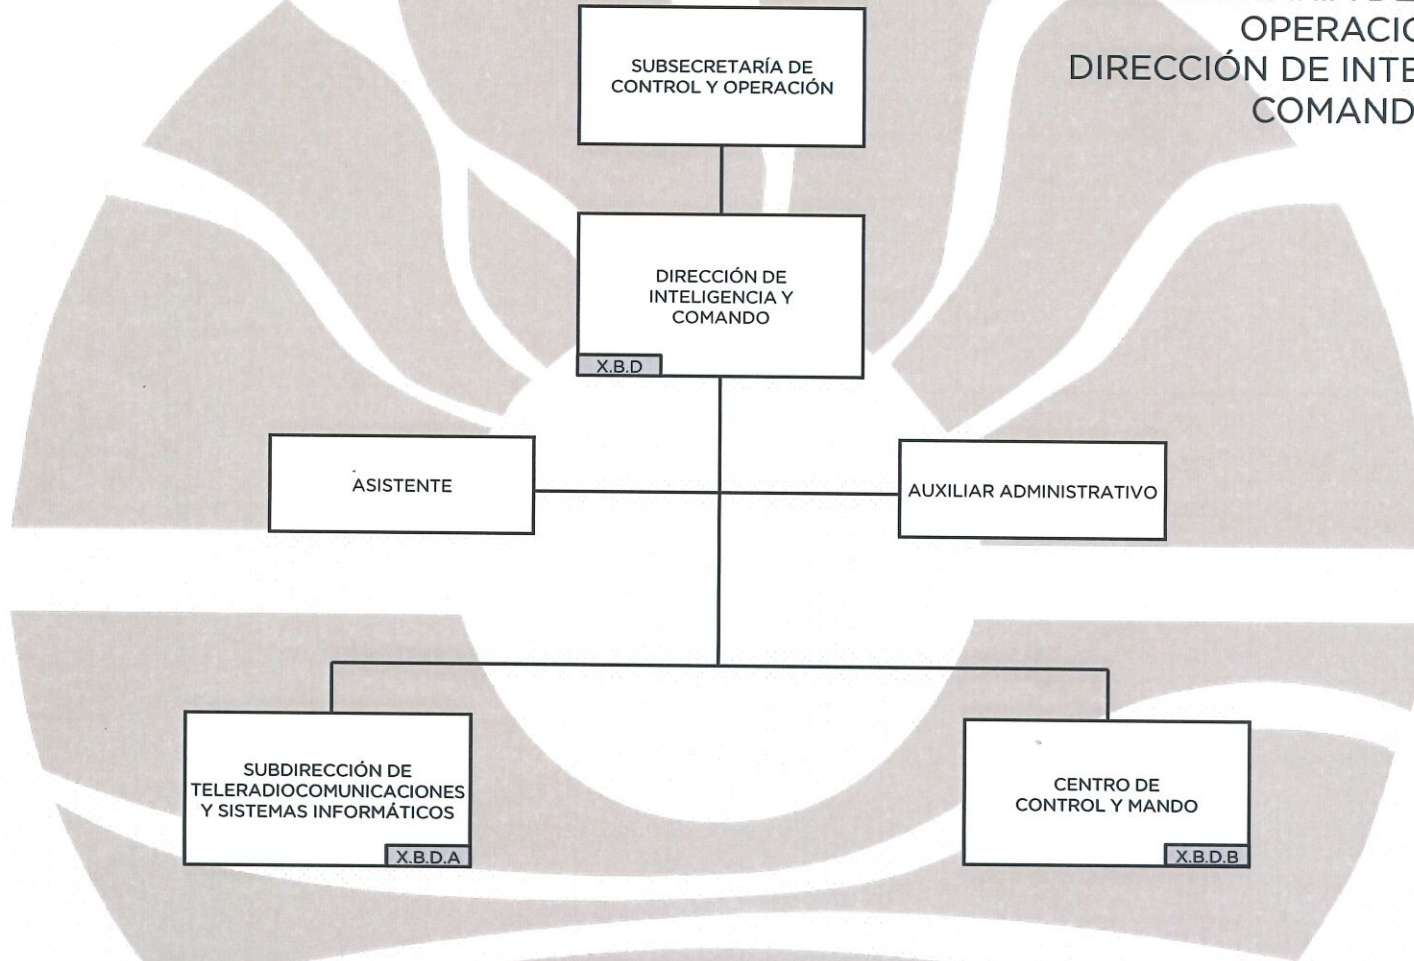 OPERACIO
DIRECCIÓN DE INTE
COMAND
SUBSECRETARÍA DE
CONTROL Y OPERACIÓN
DIRECCIÓN DE
INTELIGENCIA Y
COMANDO
X.B.D
ASISTENTE
AUXILIAR ADMINISTRATIVO
SUBDIRECCIÓN DE
TELERADIOCOMUNICACIONES
Y SISTEMAS INFORMÁTICOS
X.B.D.A
CENTRO DE
CONTROL Y MANDO
X.B.D.B